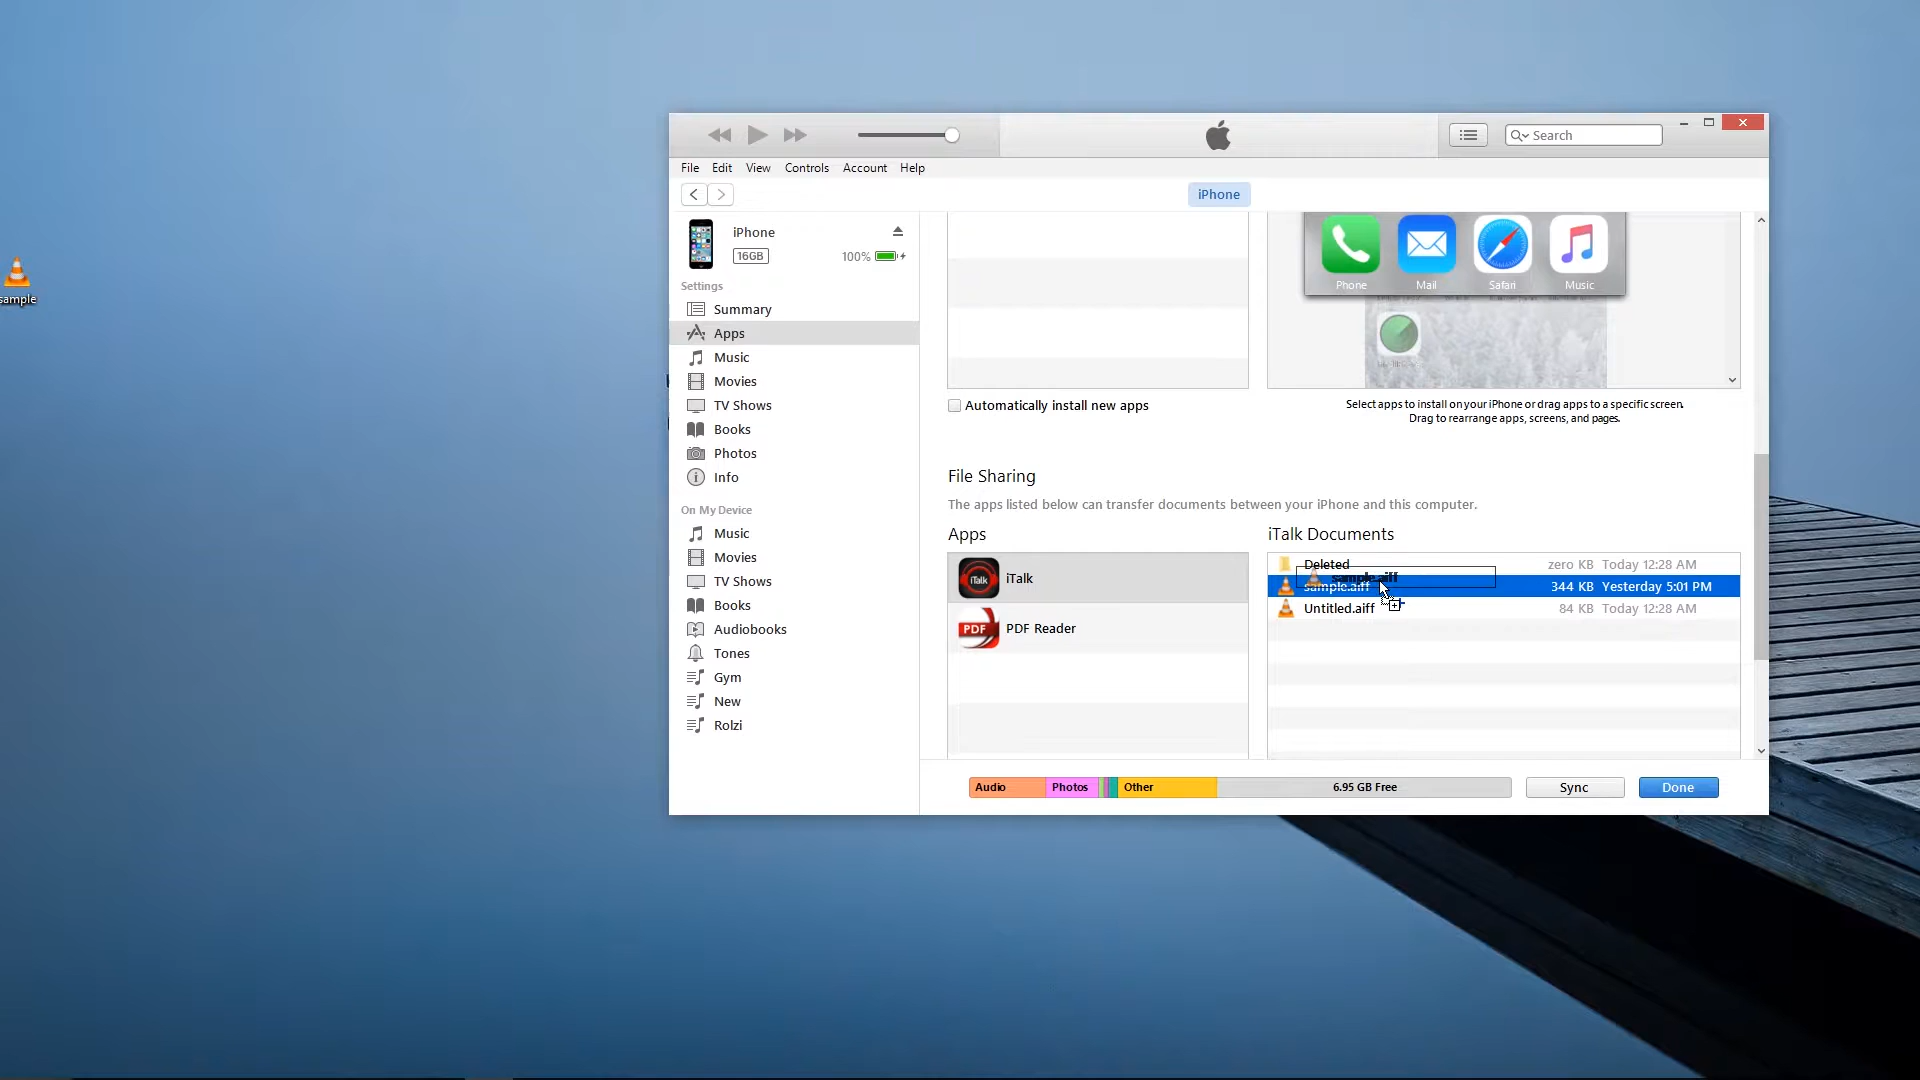 Search
File Edit View Controls Account Help
iPhone
iPhone
16GB
100%
Settings
Summary
Apps
Music
Movies
TV Shows
Books
Photos
Info
On My Device
Music
Movies
TV Shows
Books
Audiobooks
Tones
Gym
New
Rolzi
sample
Phone Mail Safari Music
Automatically install new apps
Select apps to install on your iPhone or drag apps to a specific screen.
Drag to rearrange apps, screens, and pages.
File Sharing
The apps listed below can transfer documents between your iPhone and this computer.
Apps
iTalk
iTalk
PDF
PDF Reader
iTalk Documents
Deleted zero KB Today 12:28 AM
sample.aiff
sample.aiff 344 KB Yesterday 5:01 PM
Untitled.aiff 84 KB Today 12:28 AM
Audio Photos Other 6.95 GB Free
Sync Done